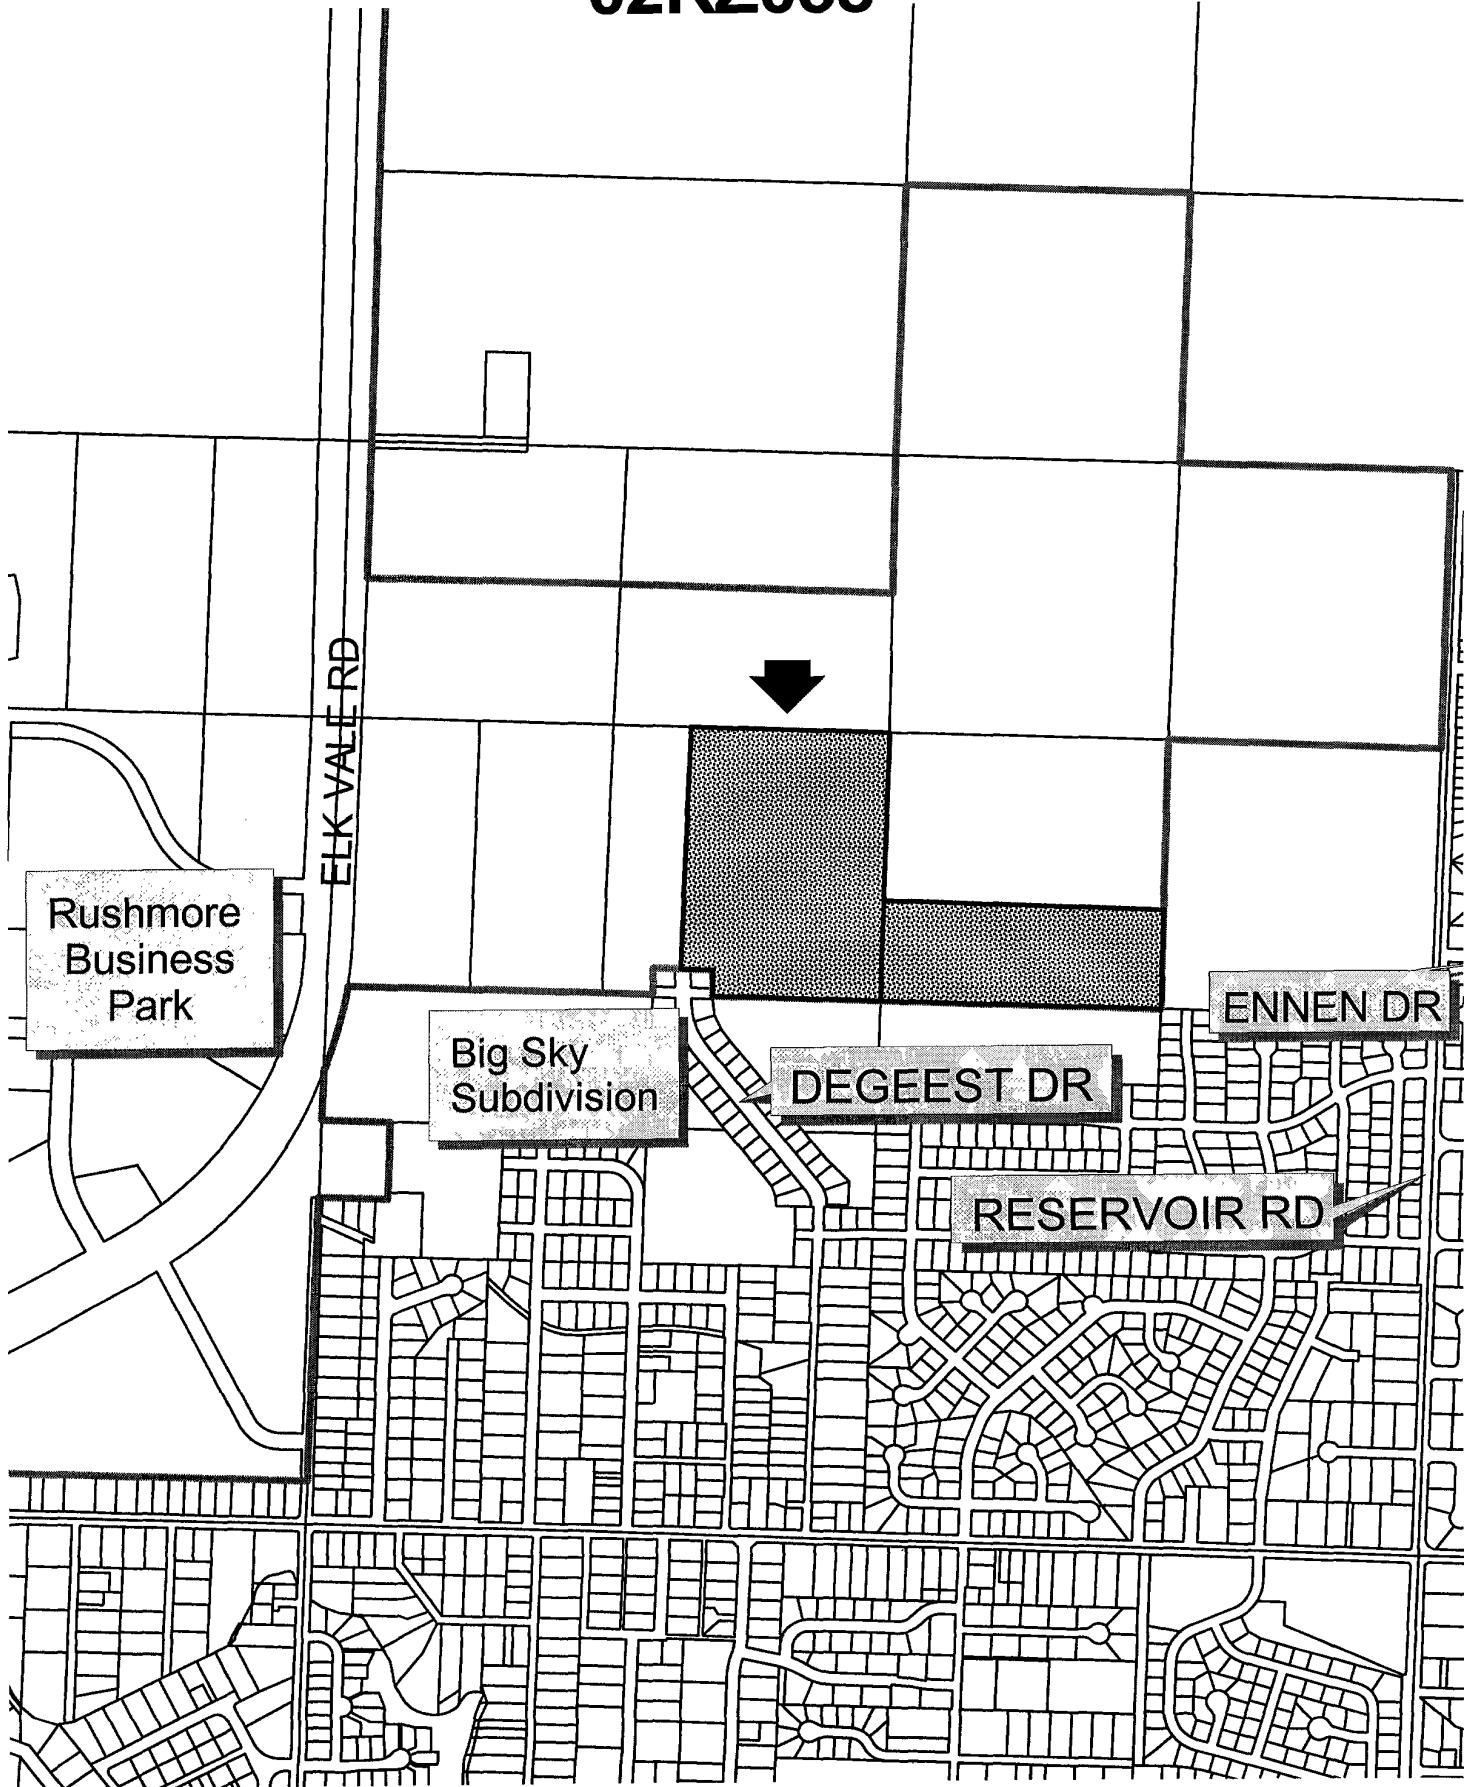 ELK VALE RD
Rushmore
Business
Park
ENNEN DR
Big Sky
Subdivision
DEGEEST DR
RESERVOIR RD